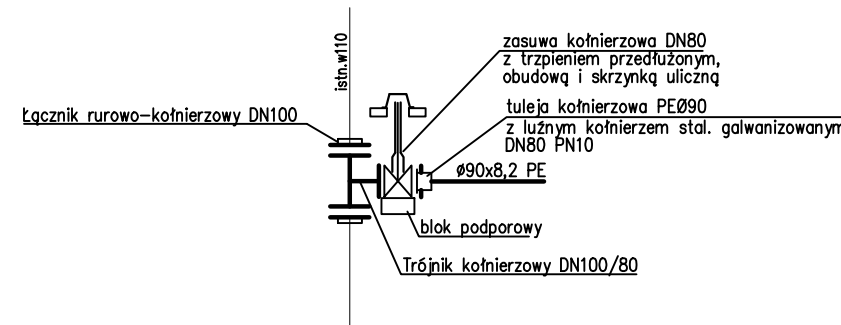 istn.w110
zasuwa kołnierzowa DN80
z trzpieniem przedłużonym,
obudową i skrzynką uliczną
Łącznik rurowo-kołnierzowy DN100
tuleja kołnierzowa PEØ90
z luźnym kołnierzem stal. galwanizowanym
DN80 PN10
ø90x8,2 PE
blok podporowy
Trójnik kołnierzowy DN100/80